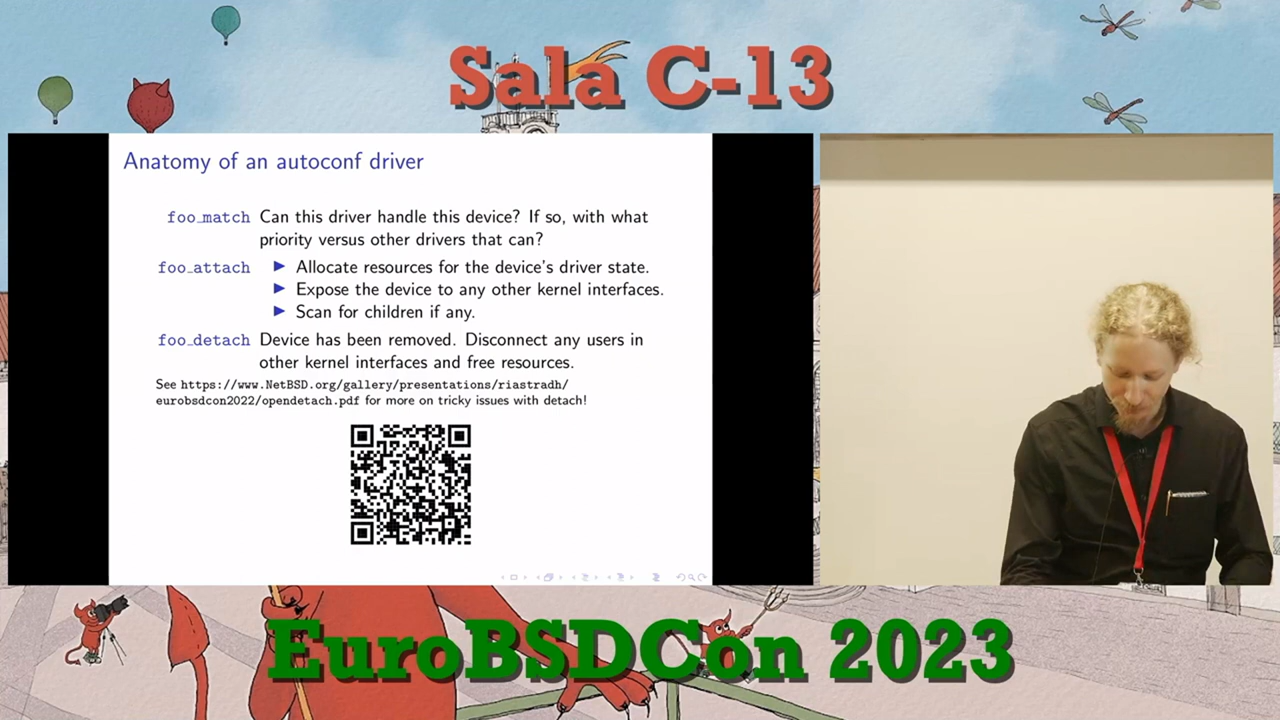 Sala C-13
Anatomy of an autoconf driver
foo_match Can this driver handle this device? If so, with what
priority versus other drivers that can?
foo_attach ▶ Allocate resources for the device's driver state.
▶ Expose the device to any other kernel interfaces.
▶ Scan for children if any.
foo_detach Device has been removed. Disconnect any users in
other kernel interfaces and free resources.
See https://www.NetBSD.org/gallery/presentations/riastradh/
eurobsdcon2022/opendetach.pdf for more on tricky issues with detach!
EuroBSDCon 2023